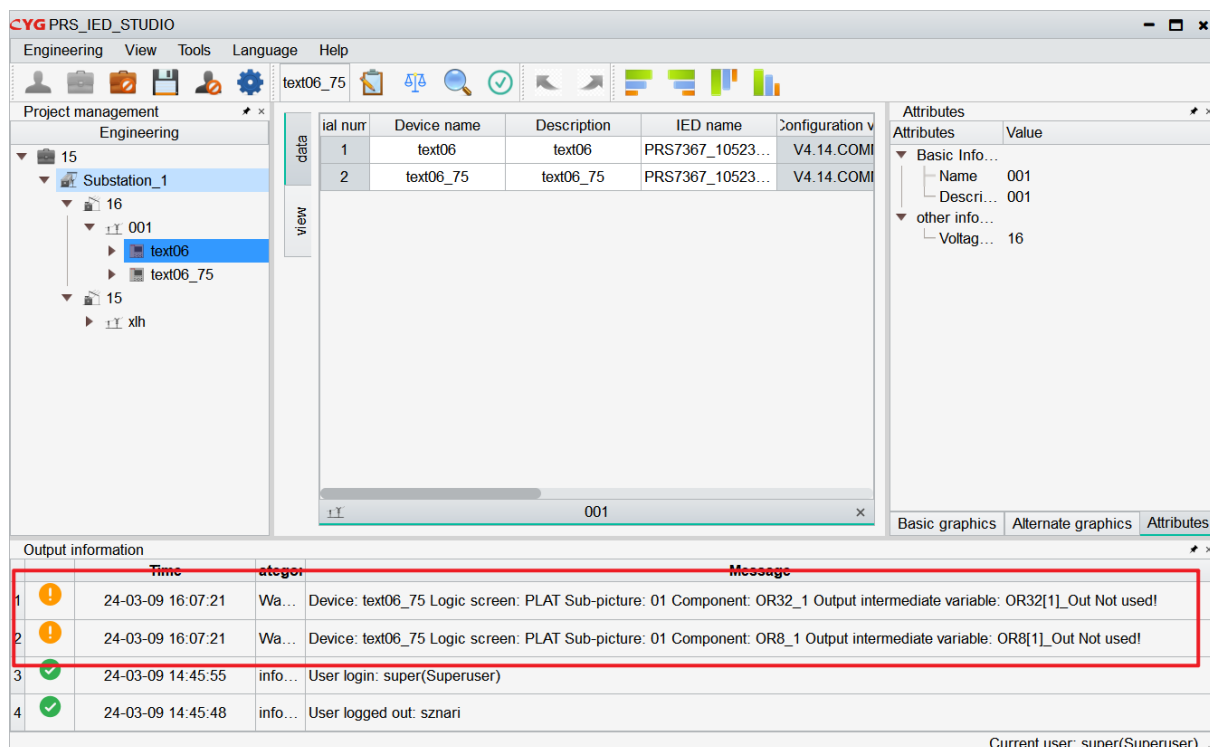 CYG PRS_IED_STUDIO
Engineering View Tools Language Help
text06_75
Project management
Engineering
15
Substation_1
16
001
text06
text06_75
15
xlh
data
view
ial num Device name Description IED name Configuration v
1 text06 text06 PRS7367_10523... V4.14.COM
2 text06_75 text06_75 PRS7367_10523... V4.14.COM
001
Attributes
Attributes Value
Basic Info...
Name 001
Descri... 001
other info...
Voltag... 16
Basic graphics Alternate graphics Attributes
Output information
Time ategor Message
1 24-03-09 16:07:21 Wa... Device: text06_75 Logic screen: PLAT Sub-picture: 01 Component: OR32_1 Output intermediate variable: OR32[1]_Out Not used!
2 24-03-09 16:07:21 Wa... Device: text06_75 Logic screen: PLAT Sub-picture: 01 Component: OR8_1 Output intermediate variable: OR8[1]_Out Not used!
3 24-03-09 14:45:55 info... User login: super(Superuser)
4 24-03-09 14:45:48 info... User logged out: sznari
Current user: super(Superuser)